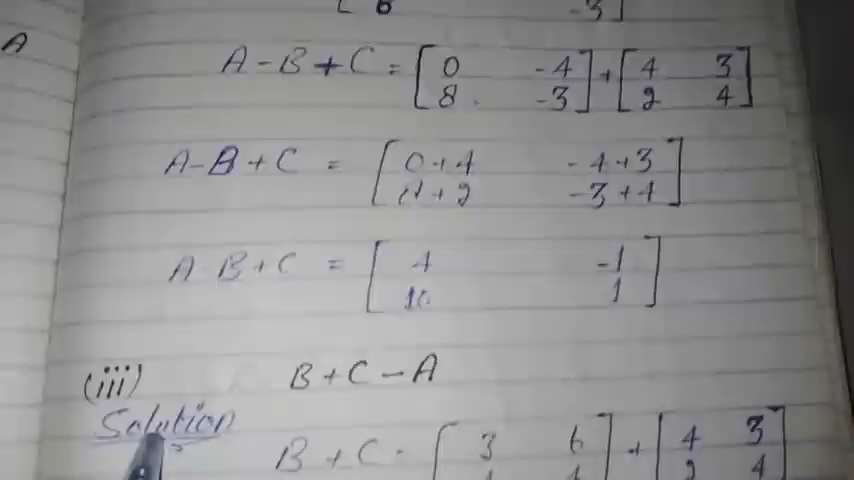 [ 8 -3]
A
A-B+C = [0 -4] + [4 3]
[8 -3] [2 4]
A-B+C = [0+4 -4+3]
+2 -3+4]
A B+C = [4 -1]
[10 1]
(iii) B+C-A
Solution
B+C = [3 6] + [4 3]
2 4